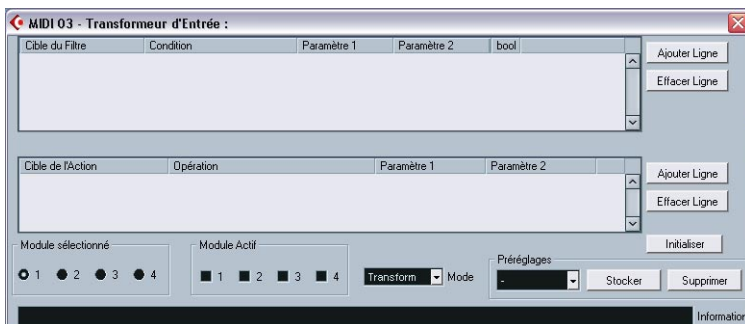 MIDI 03 - Transformeur d'Entrée :
Cible du Filtre Condition Paramètre 1 Paramètre 2 bool
Ajouter Ligne
Effacer Ligne
Cible de l'Action Opération Paramètre 1 Paramètre 2
Ajouter Ligne
Effacer Ligne
Initialiser
Module sélectionné Module Actif Préréglages
1 2 3 4 1 2 3 4 Transform Mode - Stocker Supprimer
Information